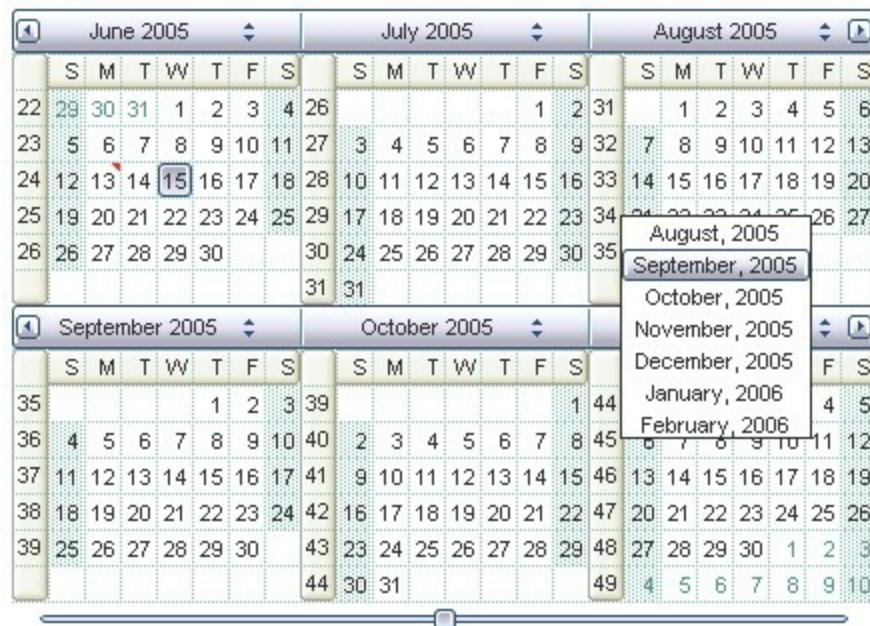 June 2005 July 2005 August 2005
S M T W T F S S M T W T F S S M T W T F S
22 29 30 31 1 2 3 4 26 1 2 31 1 2 3 4 5 6
23 5 6 7 8 9 10 11 27 3 4 5 6 7 8 9 32 7 8 9 10 11 12 13
24 12 13 14 15 16 17 18 28 10 11 12 13 14 15 16 33 14 15 16 17 18 19 20
25 19 20 21 22 23 24 25 29 17 18 19 20 21 22 23 34 26 27
26 26 27 28 29 30 30 24 25 26 27 28 29 30 35
31 31
August, 2005
September, 2005
October, 2005
November, 2005
December, 2005
January, 2006
February, 2006
September 2005 October 2005
S M T W T F S S M T W T F S F S
35 1 2 3 39 1 44 4 5
36 4 5 6 7 8 9 10 40 2 3 4 5 6 7 8 45 6 7 8 9 10 11 12
37 11 12 13 14 15 16 17 41 9 10 11 12 13 14 15 46 13 14 15 16 17 18 19
38 18 19 20 21 22 23 24 42 16 17 18 19 20 21 22 47 20 21 22 23 24 25 26
39 25 26 27 28 29 30 43 23 24 25 26 27 28 29 48 27 28 29 30 1 2 3
44 30 31 49 4 5 6 7 8 9 10